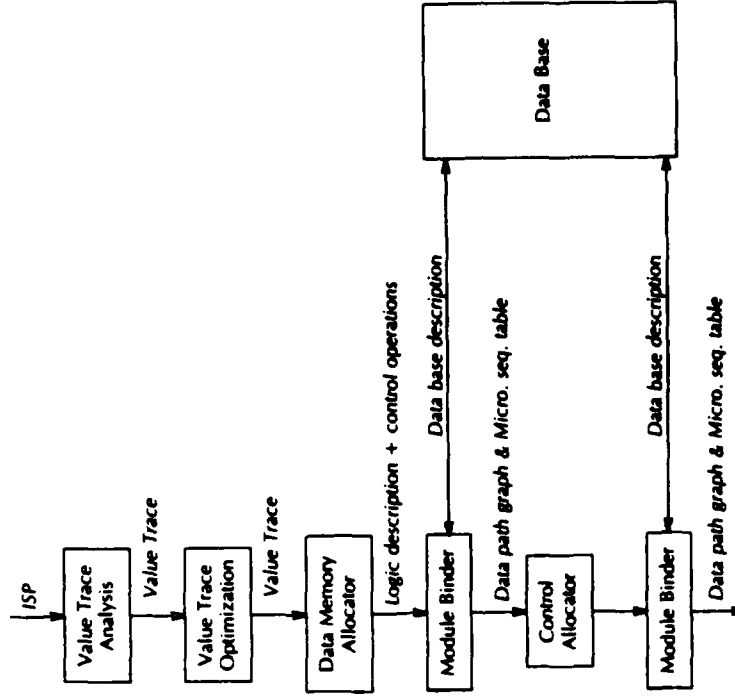 ISP
Value Trace
Analysis
Value Trace
Value Trace
Optimization
Value Trace
Data Memory
Allocator
Logic description + control operations
Module Binder
Data base description
Data Base
Data path graph & Micro. seq. table
Control
Allocator
Module Binder
Data base description
Data path graph & Micro. seq. table